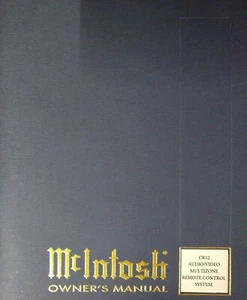 McIntosh
OWNER'S MANUAL
CR12
AUDIO/VIDEO
MULTIZONE
REMOTE CONTROL
SYSTEM